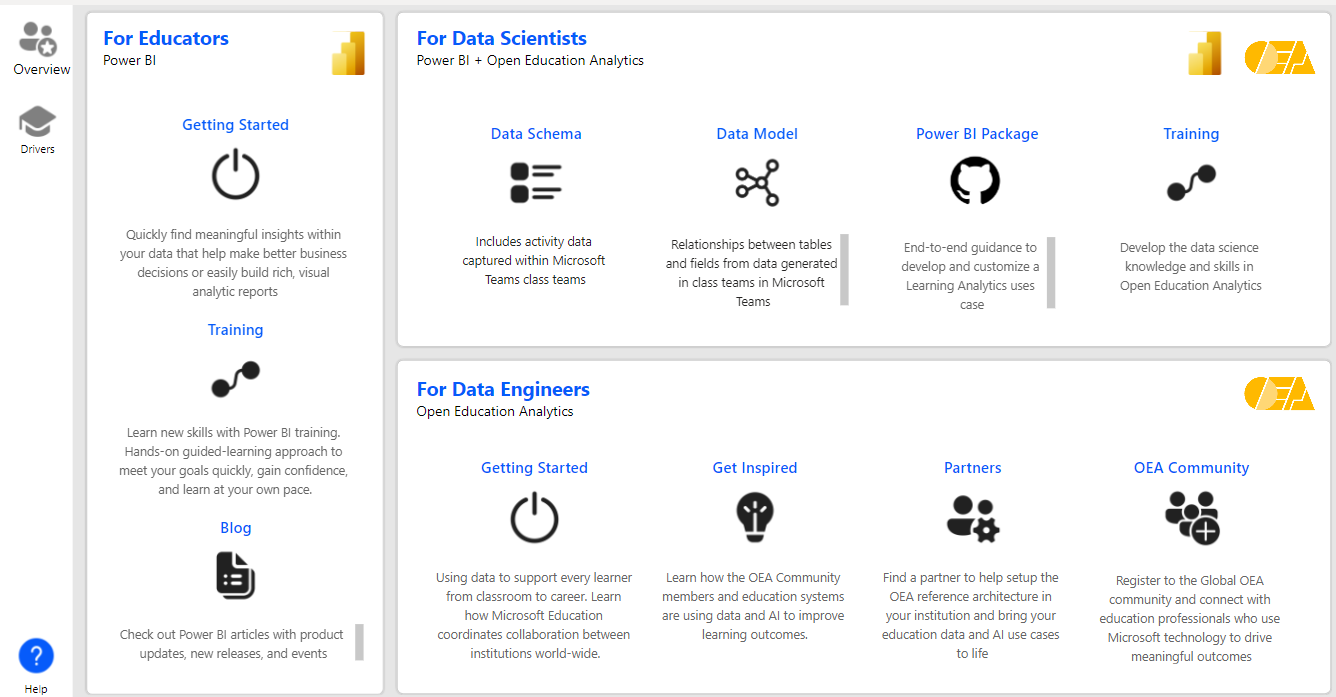 Overview
Drivers
Help
For Educators
Power BI
Getting Started
Quickly find meaningful insights within
your data that help make better business
decisions or easily build rich, visual
analytic reports
Training
Learn new skills with Power BI training.
Hands-on guided-learning approach to
meet your goals quickly, gain confidence,
and learn at your own pace.
Blog
Check out Power BI articles with product
updates, new releases, and events
For Data Scientists
Power BI + Open Education Analytics
OEA
Data Schema
Includes activity data
captured within Microsoft
Teams class teams
Data Model
Relationships between tables
and fields from data generated
in class teams in Microsoft
Teams
Power BI Package
End-to-end guidance to
develop and customize a
Learning Analytics uses
case
Training
Develop the data science
knowledge and skills in
Open Education Analytics
For Data Engineers
Open Education Analytics
OEA
Getting Started
Using data to support every learner
from classroom to career. Learn
how Microsoft Education
coordinates collaboration between
institutions world-wide.
Get Inspired
Learn how the OEA Community
members and education systems
are using data and AI to improve
learning outcomes.
Partners
Find a partner to help setup the
OEA reference architecture in
your institution and bring your
education data and AI use cases
to life
OEA Community
Register to the Global OEA
community and connect with
education professionals who use
Microsoft technology to drive
meaningful outcomes